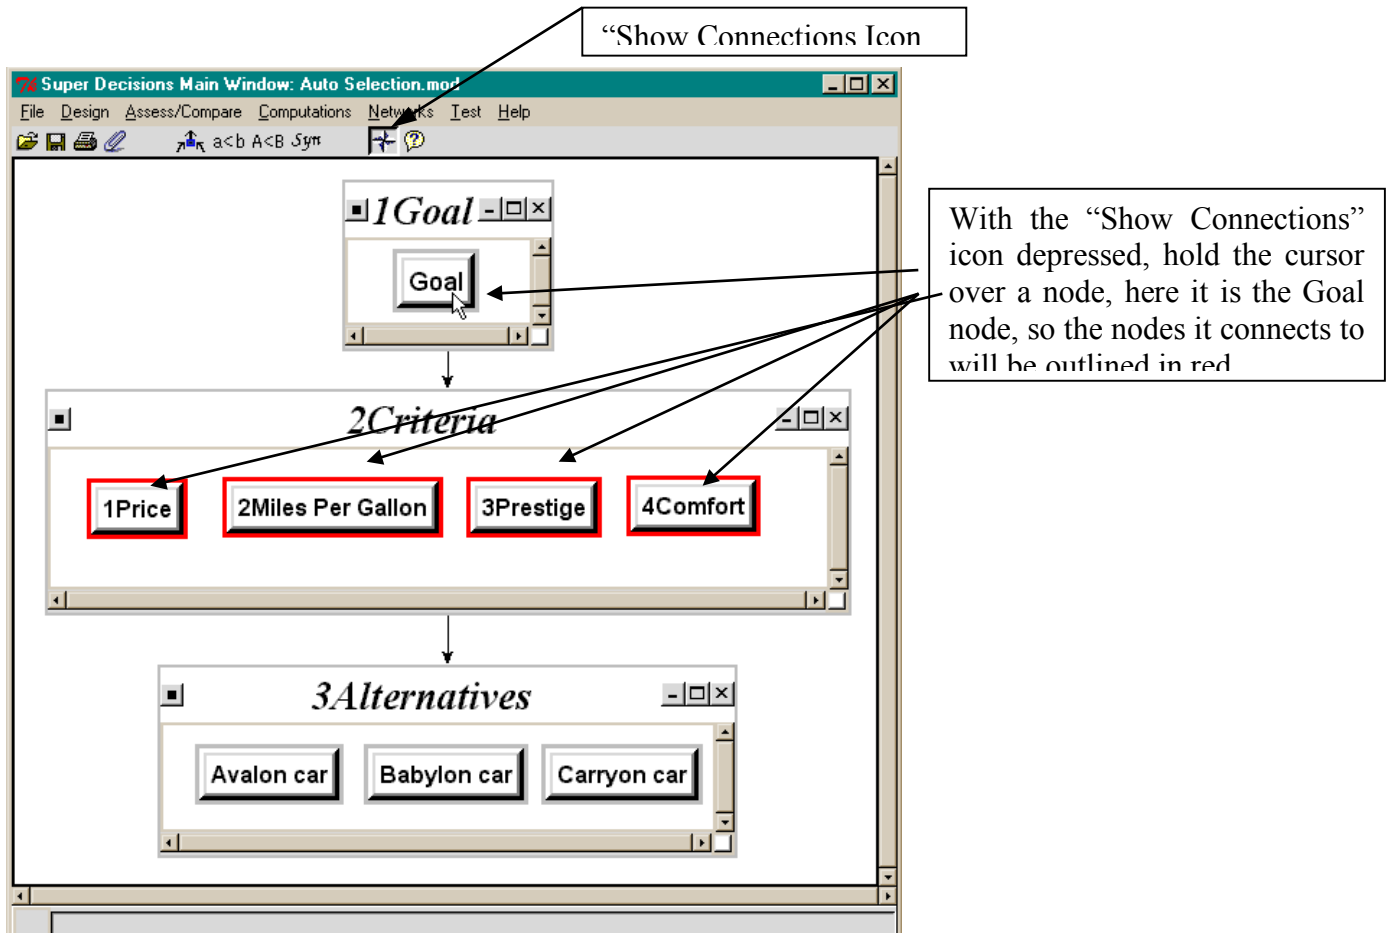 “Show Connections Icon
Super Decisions Main Window: Auto Selection.mod
File Design Assess/Compare Computations Networks Test Help
a<b A<B Syn
1Goal
Goal
With the “Show Connections”
icon depressed, hold the cursor
over a node, here it is the Goal
node, so the nodes it connects to
will be outlined in red
2Criteria
1Price 2Miles Per Gallon 3Prestige 4Comfort
3Alternatives
Avalon car Babylon car Carryon car